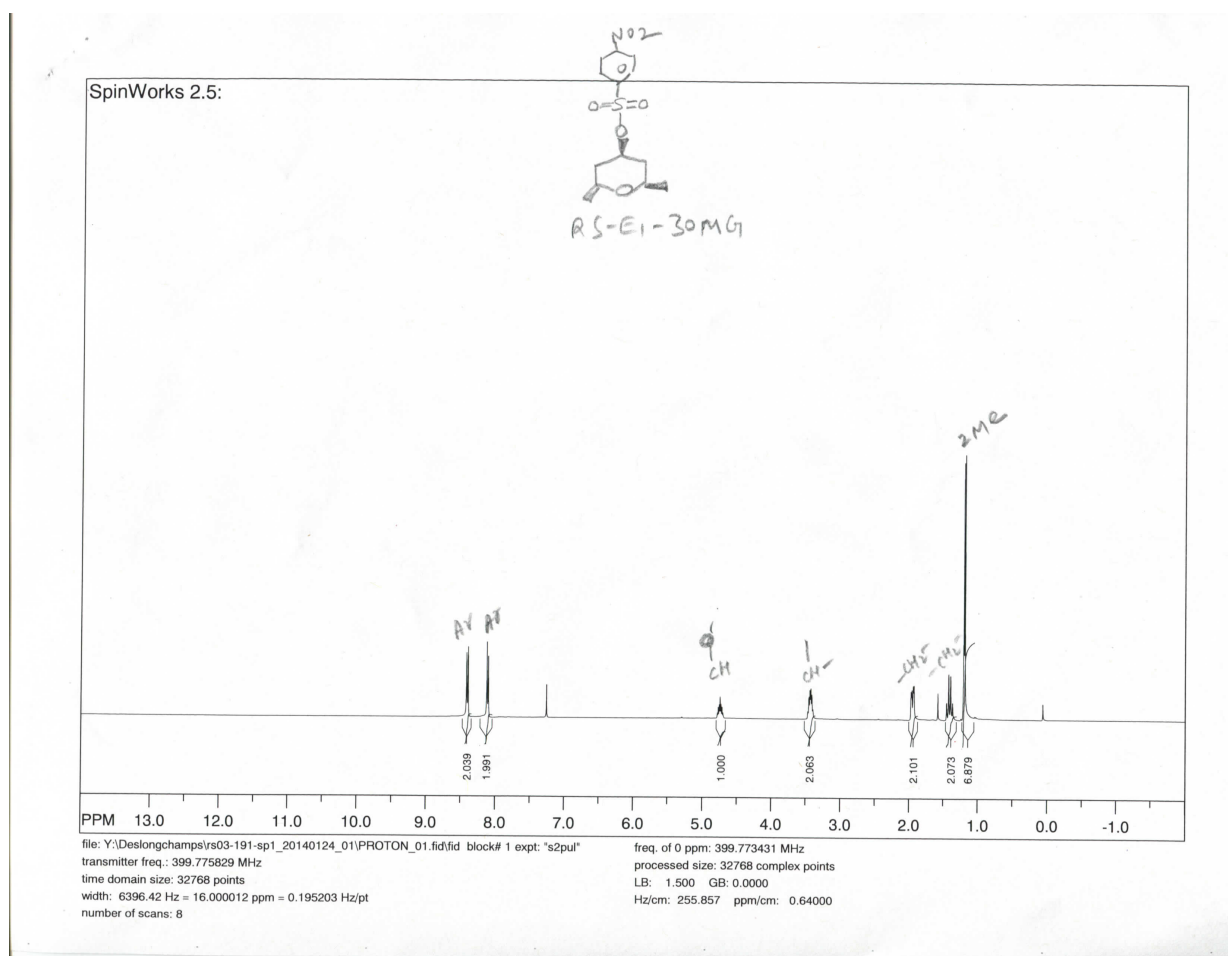 NO2
SpinWorks 2.5:
O
O=S=O
O
O
RS-E1-30MG
2Me
Ar Ar
O
CH
CH-
-CH2-
-CH2-
2.039
1.991
1.000
2.063
2.101
2.073
6.879
PPM 13.0 12.0 11.0 10.0 9.0 8.0 7.0 6.0 5.0 4.0 3.0 2.0 1.0 0.0 -1.0
file: Y:\Deslongchamps\rs03-191-sp1_20140124_01\PROTON_01.fid\fid block# 1 expt: "s2pul"
transmitter freq.: 399.775829 MHz
time domain size: 32768 points
width: 6396.42 Hz = 16.000012 ppm = 0.195203 Hz/pt
number of scans: 8
freq. of 0 ppm: 399.773431 MHz
processed size: 32768 complex points
LB: 1.500 GB: 0.0000
Hz/cm: 255.857 ppm/cm: 0.64000